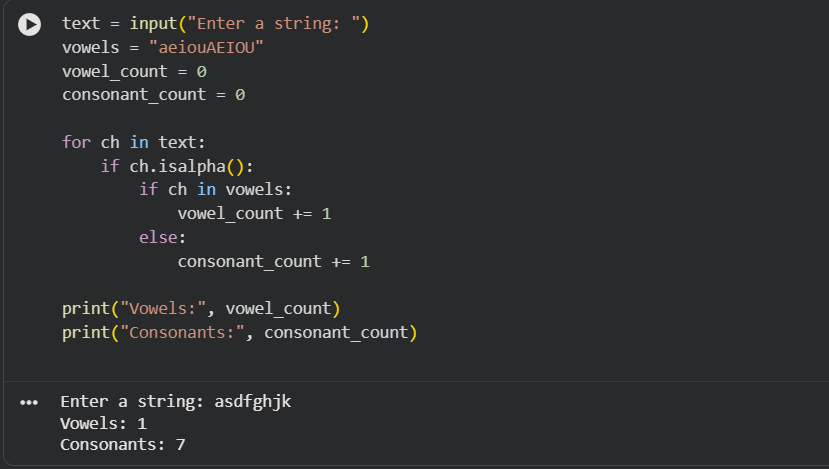 text = input("Enter a string: ")
vowels = "aeiouAEIOU"
vowel_count = 0
consonant_count = 0

for ch in text:
    if ch.isalpha():
        if ch in vowels:
            vowel_count += 1
        else:
            consonant_count += 1

print("Vowels:", vowel_count)
print("Consonants:", consonant_count)

Enter a string: asdfghjk
Vowels: 1
Consonants: 7